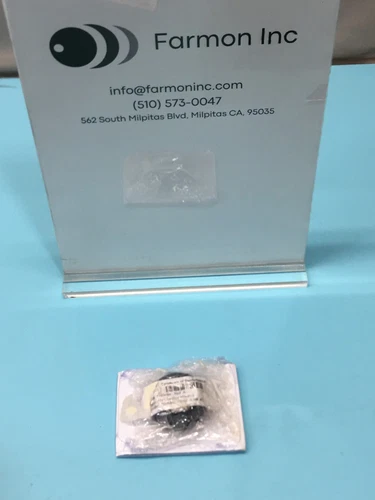 Farmon Inc
info@farmoninc.com
(510) 573-0047
562 South Milpitas Blvd, Milpitas CA, 95035